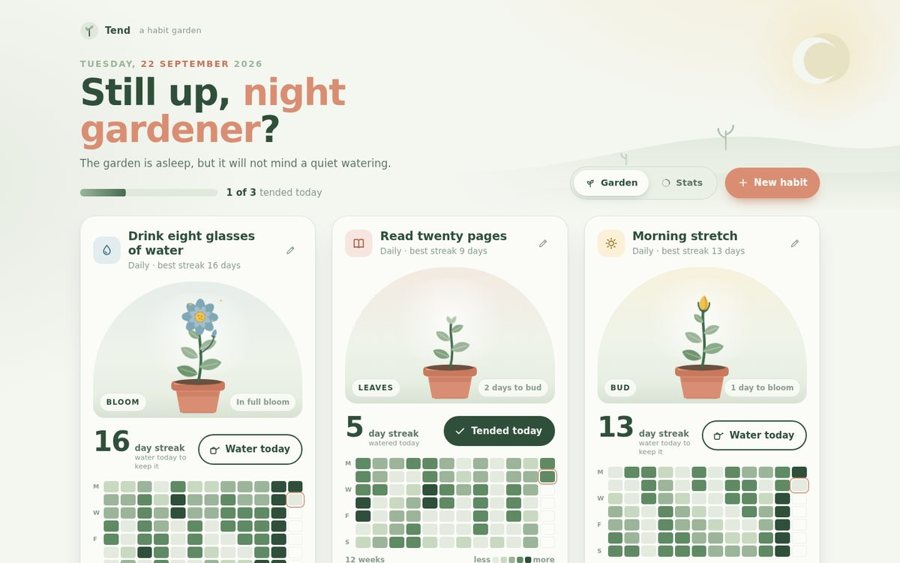 Tend a habit garden
TUESDAY, 22 SEPTEMBER 2026
Still up, night
gardener?
The garden is asleep, but it will not mind a quiet watering.
1 of 3 tended today
Garden
Stats
+ New habit
Drink eight glasses
of water
Daily · best streak 16 days
BLOOM
In full bloom
16 day streak
water today to
keep it
Water today
M
W
F
Read twenty pages
Daily · best streak 9 days
LEAVES
2 days to bud
5 day streak
watered today
Tended today
M
W
F
S
12 weeks
less
more
Morning stretch
Daily · best streak 13 days
BUD
1 day to bloom
13 day streak
water today to
keep it
Water today
M
W
F
S